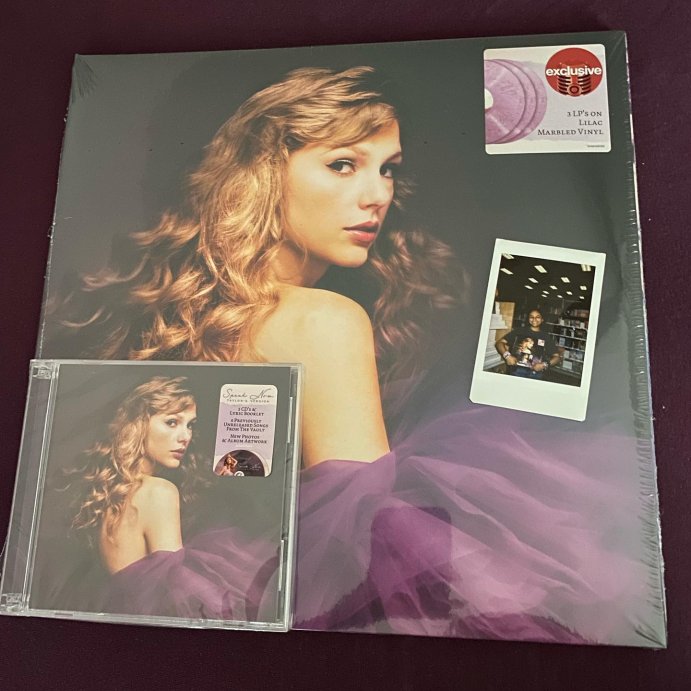 exclusive
3 LP's on
Lilac
Marbled Vinyl
Speak Now
Taylor's Version
2 CD's &
Lyric Booklet
6 Previously
Unreleased Songs
From The Vault
New Photos
& Album Artwork